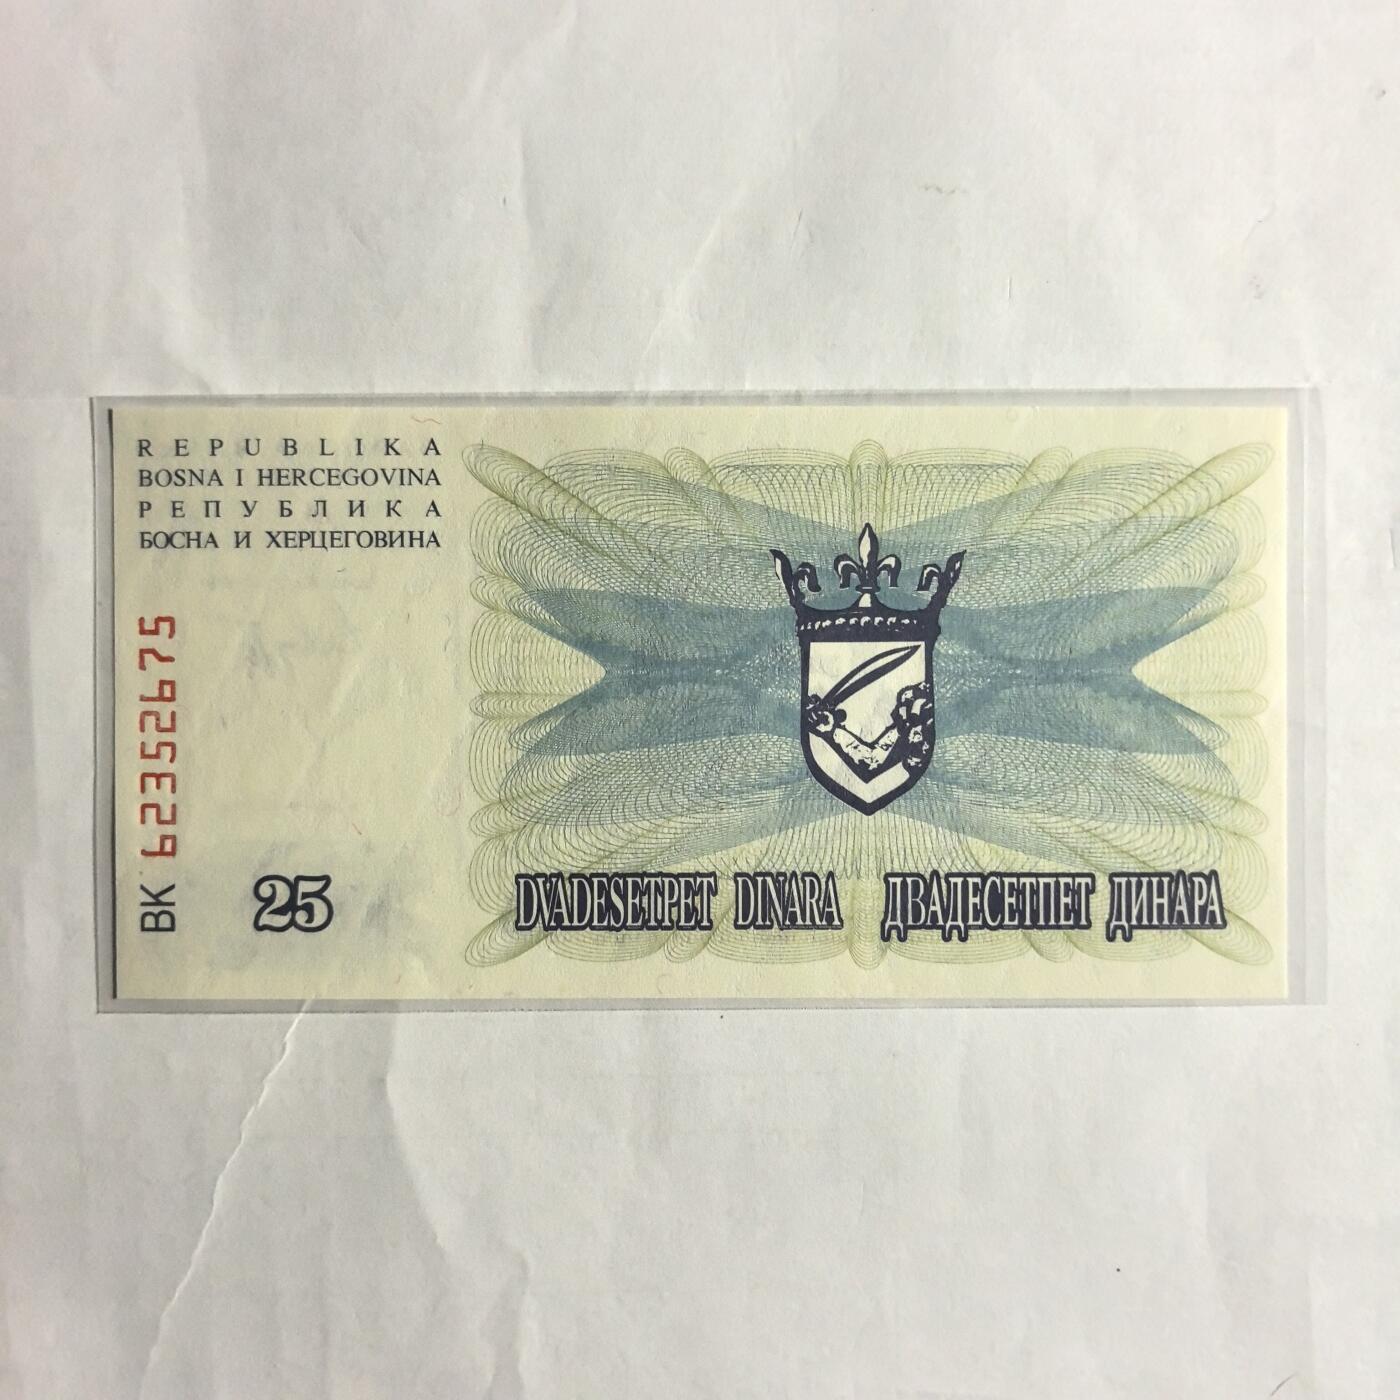 REPUBLIKA
BOSNA I HERCEGOVINA
РЕПУБЛИКА
БОСНА И ХЕРЦЕГОВИНА
BK 62352675
25
DVADESETPET DINARA ДВАДЕСЕТПЕТ ДИНАРА